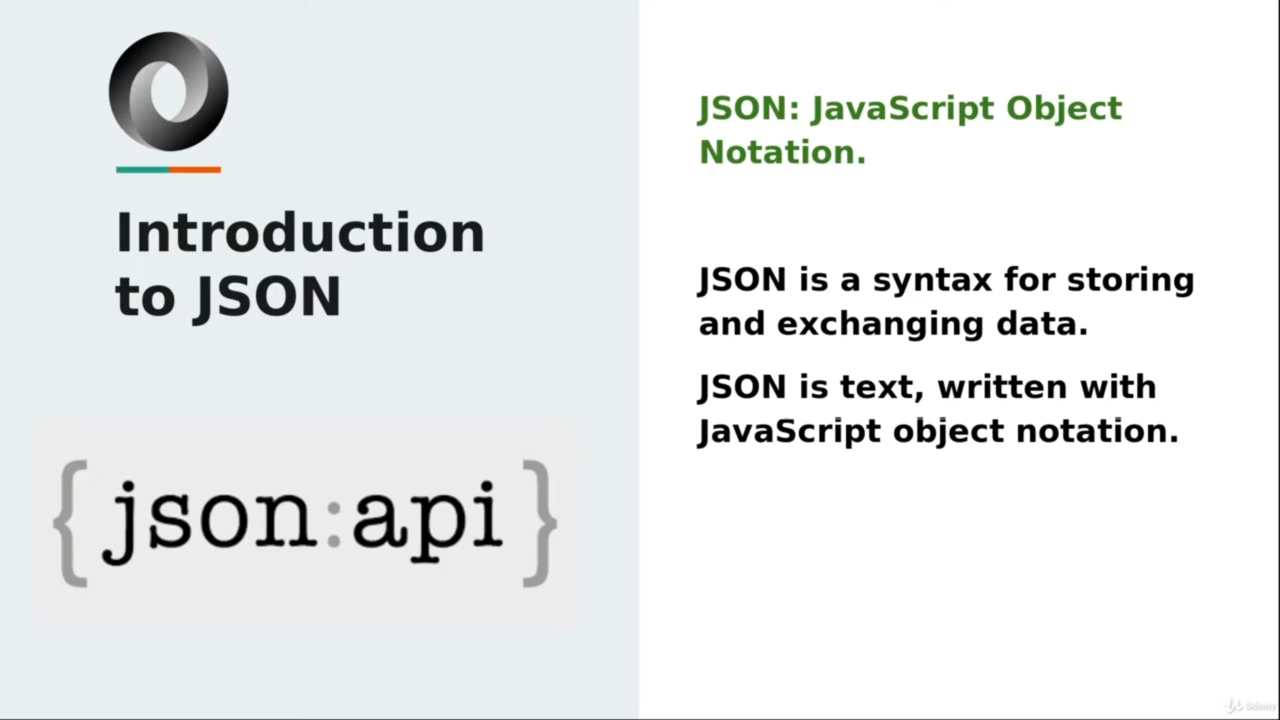 Introduction
to JSON
{json:api}
JSON: JavaScript Object
Notation.
JSON is a syntax for storing
and exchanging data.
JSON is text, written with
JavaScript object notation.
Udemy